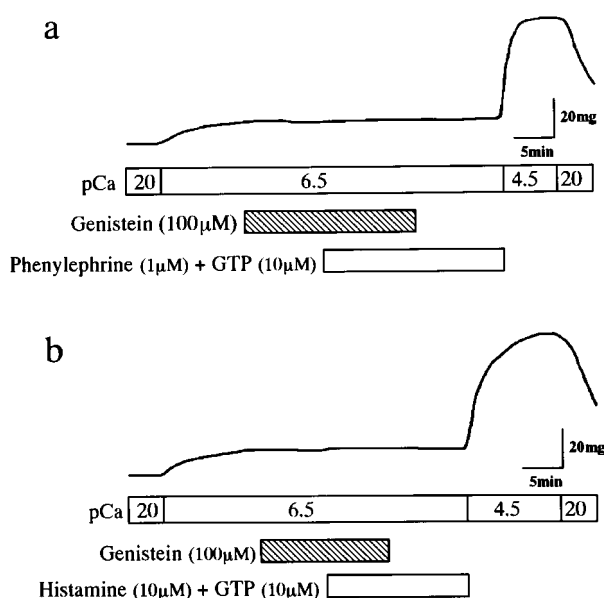 a
20mg
5min
pCa 20 6.5 4.5 20
Genistein (100μM)
Phenylephrine (1μM) + GTP (10μM)
b
20mg
5min
pCa 20 6.5 4.5 20
Genistein (100μM)
Histamine (10μM) + GTP (10μM)